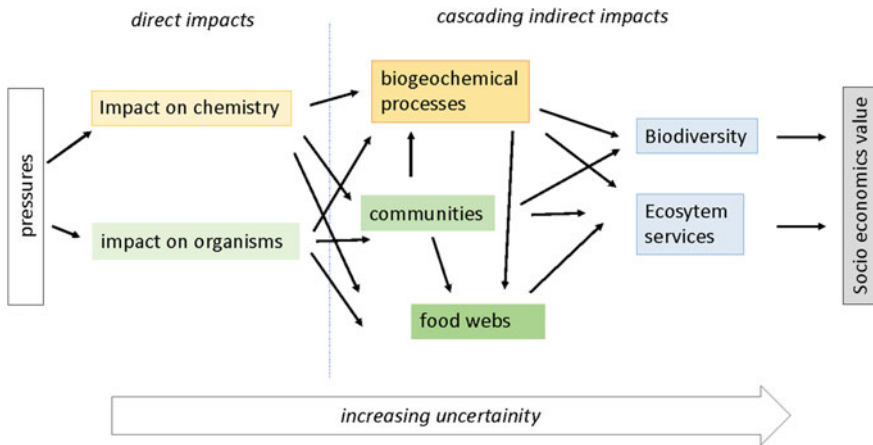 direct impacts
cascading indirect impacts
pressures
Impact on chemistry
impact on organisms
biogeochemical
processes
communities
food webs
Biodiversity
Ecosytem
services
Socio economics value
increasing uncertainity